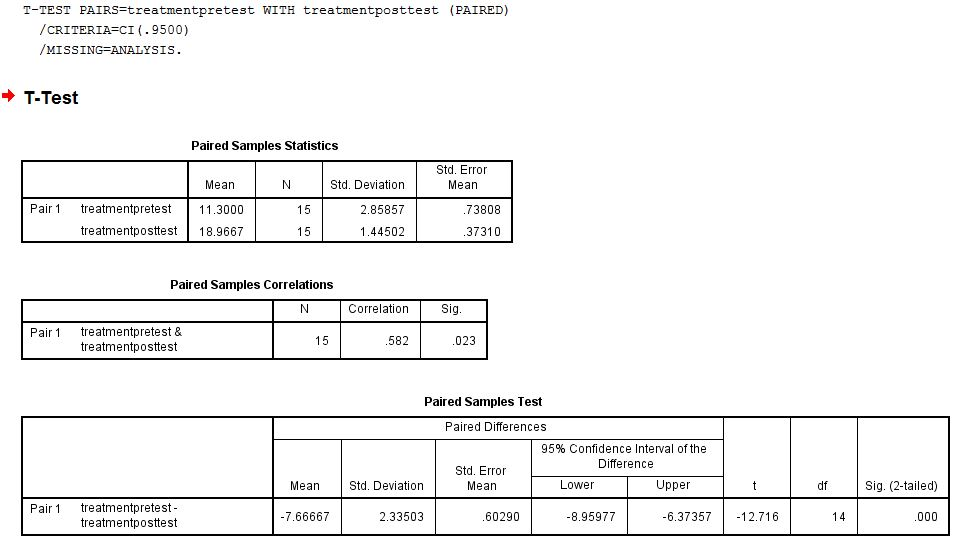 T-TEST PAIRS=treatmentpretest WITH treatmentposttest (PAIRED)
/CRITERIA=CI(.9500)
/MISSING=ANALYSIS.
T-Test
Paired Samples Statistics
Mean N Std. Deviation Std. Error Mean
Pair 1 treatmentpretest 11.3000 15 2.85857 .73808
treatmentposttest 18.9667 15 1.44502 .37310
Paired Samples Correlations
N Correlation Sig.
Pair 1 treatmentpretest & treatmentposttest 15 .582 .023
Paired Samples Test
Paired Differences
95% Confidence Interval of the Difference
Mean Std. Deviation Std. Error Mean Lower Upper t df Sig. (2-tailed)
Pair 1 treatmentpretest - treatmentposttest -7.66667 2.33503 .60290 -8.95977 -6.37357 -12.716 14 .000